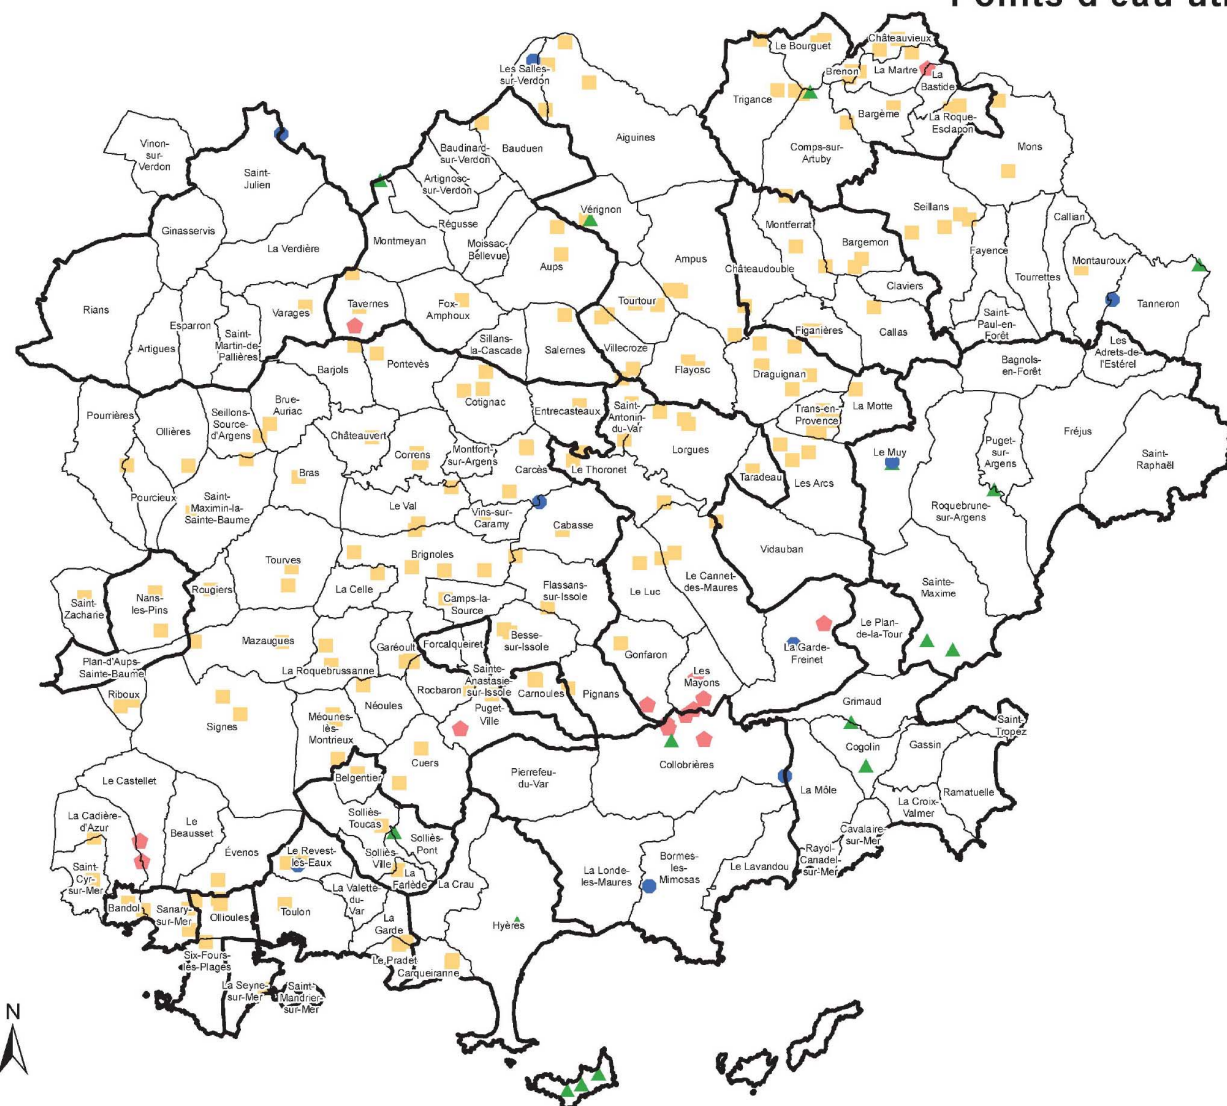 Points d'eau uti
Châteauvieux
Le Bourguet
La Martre
Brenon
La
Bastide
Les Salles-
sur-Verdon
Trigance
Bargème
La Roque-
Esclapon
Aiguines
Vinon-
sur-
Verdon
Baudinard-
sur-Verdon
Bauduen
Comps-sur-
Artuby
Mons
Saint-
Julien
Artignosc-
sur-Verdon
Vérignon
Seillans
Callian
Ginasservis
Régusse
Montferrat
La Verdière
Montmeyan
Moissac-
Bellevue
Bargemon
Fayence
Aups
Ampus
Châteaudouble
Montauroux
Tourrettes
Claviers
Tanneron
Rians
Tavernes
Fox-
Amphoux
Tourtour
Varages
Saint-
Paul-en-
Forêt
Esparron
Figanières
Callas
Artigues
Saint-
Martin-de-
Pallières
Sillans-
la-Cascade
Salernes
Villecroze
Les
Adrets-de-
l'Estérel
Bagnols-
en-Forêt
Barjols
Pontevès
Flayosc
Draguignan
Pourrières
Brue-
Auriac
Cotignac
Entrecasteaux
Saint-
Antonin-
du-Var
Trans-en-
Provence
La Motte
Seillons-
Source-
d'Argens
Ollières
Châteauvert
Fréjus
Correns
Montfort-
sur-Argens
Lorgues
Le Muy
Puget-
sur-
Argens
Saint-
Raphaël
Bras
Carcès
Le Thoronet
Taradeau
Les Arcs
Pourcieux
Saint-
Maximin-la-
Sainte-Baume
Le Val
Vins-sur-
Caramy
Cabasse
Roquebrune-
sur-Argens
Vidauban
Tourves
Brignoles
Rougiers
La Celle
Camps-la-
Source
Flassans-
sur-Issole
Le Luc
Le Cannet-
des-Maures
Sainte-
Maxime
Saint-
Zacharie
Nans-
les-Pins
Le Plan-
de-la-Tour
Mazaugues
Garéoult
Forcalqueiret
Besse-
sur-Issole
Gonfaron
La Garde-
Freinet
Plan-d'Aups-
Sainte-Baume
La Roquebrussanne
Sainte-
Anastasie-
sur-Issole
Les
Mayons
Riboux
Rocbaron
Carnoules
Pignans
Grimaud
Néoules
Puget-
Ville
Signes
Méounes-
lès-
Montrieux
Saint-
Tropez
Cuers
Cogolin
Gassin
Collobrières
Le Castellet
Belgentier
Pierrefeu-
du-Var
La Môle
Ramatuelle
La Croix-
Valmer
La Cadière-
d'Azur
Le
Beausset
Solliès-
Toucas
Cavalaire-
sur-Mer
Solliès-
Pont
Rayol-
Canadel-
sur-Mer
Évenos
Le Revest-
les-Eaux
Solliès-
Ville
Saint-
Cyr-
sur-Mer
La
Farlède
La Crau
La Londe-
les-Maures
Bormes-
les-
Mimosas
Le Lavandou
La Valette-
du-
Var
Bandol
Sanary-
sur-Mer
Ollioules
Toulon
La
Garde
Hyères
Six-Fours-
les-Plages
Le Pradet
Carqueiranne
La Seyne-
sur-Mer
Saint-
Mandrier-
sur-Mer
N